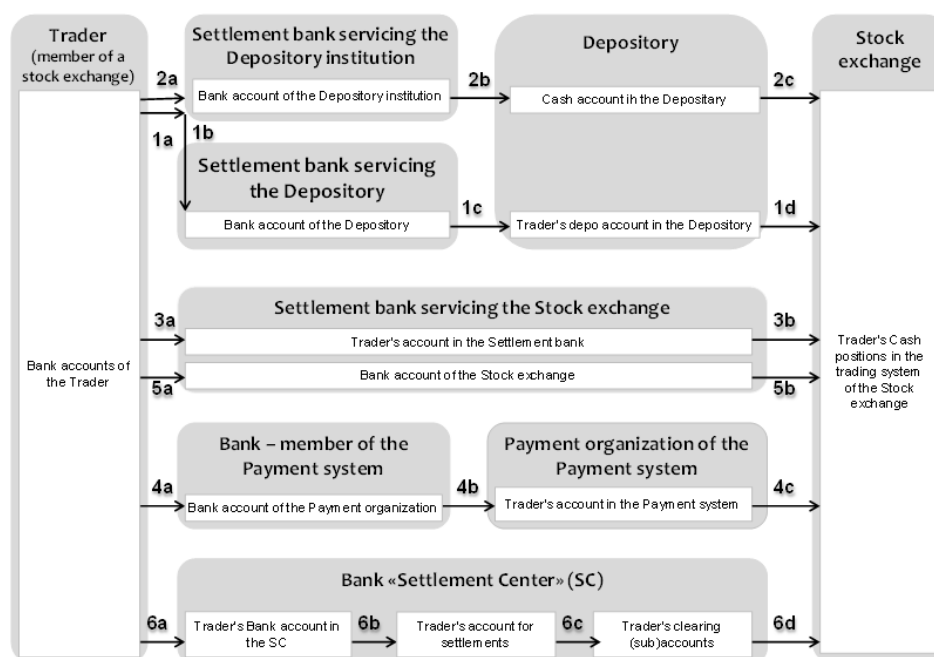 Trader
(member of a
stock exchange)
Bank accounts of
the Trader
Settlement bank servicing the
Depository institution
Bank account of the Depository institution
Depository
Cash account ih the Depositary
Stock
exchange
2a
2b
2c
1a
1b
Settlement bank servicing
the Depository
Bank account of the Depository
1c
Trader's depo account in the Depository
1d
Settlement bank servicing the Stock exchange
3a
Trader's account in the Settlement bank
3b
5a
Bank account of the Stock exchange
5b
Trader's Cash
positions in the
trading system
of the Stock
exchange
Bank – member of the
Payment system
Payment organization of the
Payment system
4a
Bank account of the Payment organization
4b
Trader's account in the Payment system
4c
Bank «Settlement Center» (SC)
6a
Trader's Bank account in
the SC
6b
Trader's account for
settlements
6c
Trader's clearing
(sub)accounts
6d